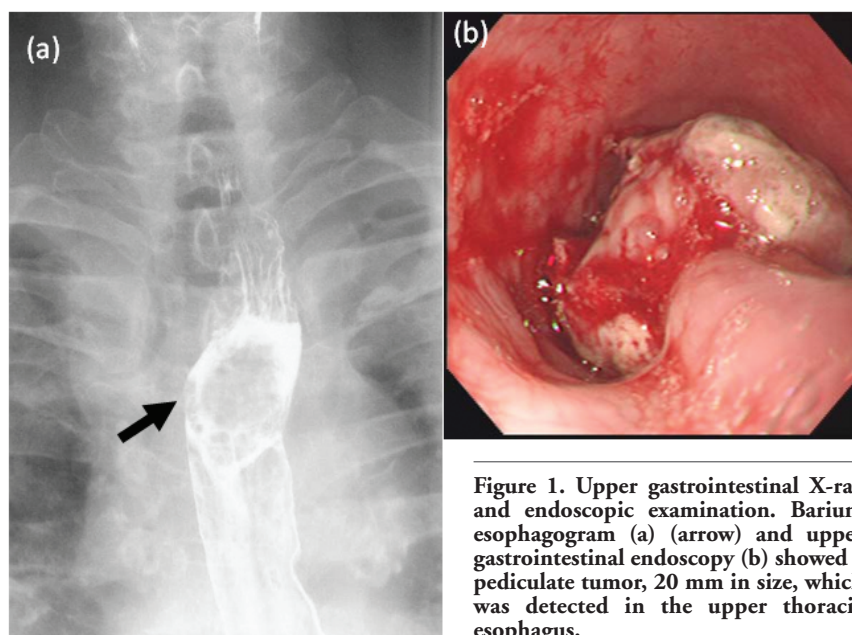 (a)
(b)
Figure 1. Upper gastrointestinal X-ra
and endoscopic examination. Barium
esophagogram (a) (arrow) and uppe
gastrointestinal endoscopy (b) showed
pediculate tumor, 20 mm in size, whic
was detected in the upper thoraci
esophagus.